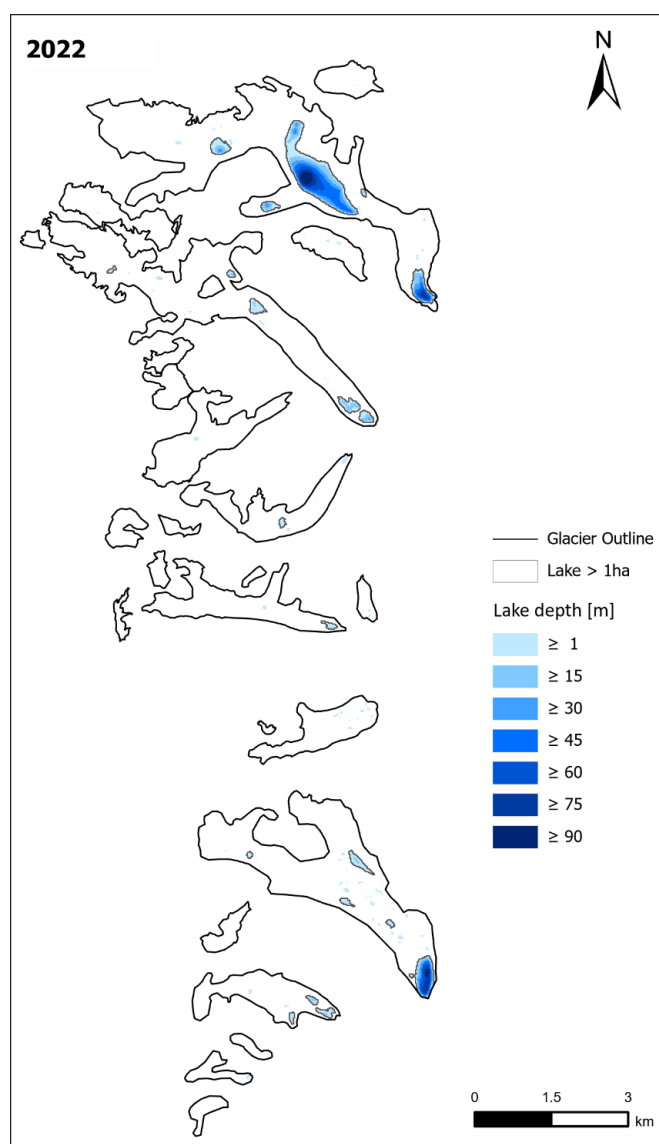 2022
N
Glacier Outline
Lake > 1ha
Lake depth [m]
≥ 1
≥ 15
≥ 30
≥ 45
≥ 60
≥ 75
≥ 90
0 1.5 3
km